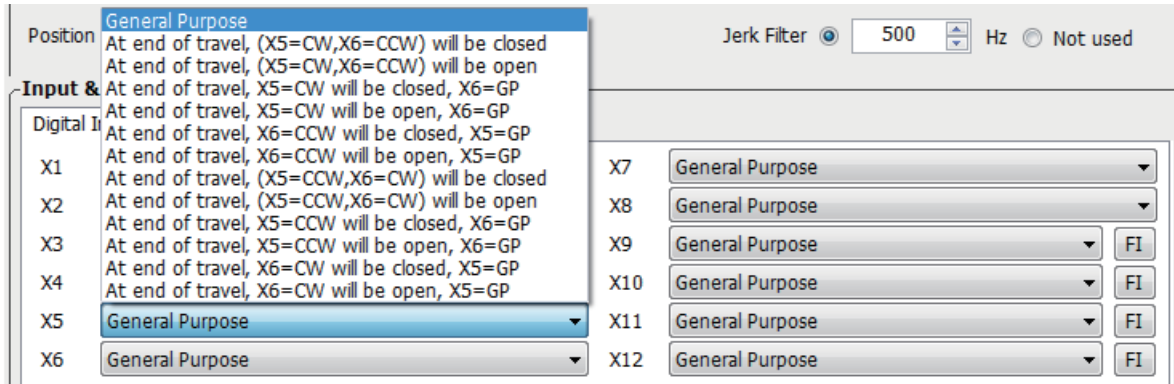 Position
General Purpose
At end of travel, (X5=CW,X6=CCW) will be closed
At end of travel, (X5=CW,X6=CCW) will be open
At end of travel, X5=CW will be closed, X6=GP
At end of travel, X5=CW will be open, X6=GP
At end of travel, X6=CCW will be closed, X5=GP
At end of travel, X6=CCW will be open, X5=GP
At end of travel, (X5=CCW,X6=CW) will be closed
At end of travel, (X5=CCW,X6=CW) will be open
At end of travel, X5=CCW will be closed, X6=GP
At end of travel, X5=CCW will be open, X6=GP
At end of travel, X6=CW will be closed, X5=GP
At end of travel, X6=CW will be open, X5=GP
Jerk Filter 500 Hz Not used
Input &
Digital I
X1
X2
X3
X4
X5 General Purpose
X6 General Purpose
X7 General Purpose
X8 General Purpose
X9 General Purpose FI
X10 General Purpose FI
X11 General Purpose FI
X12 General Purpose FI